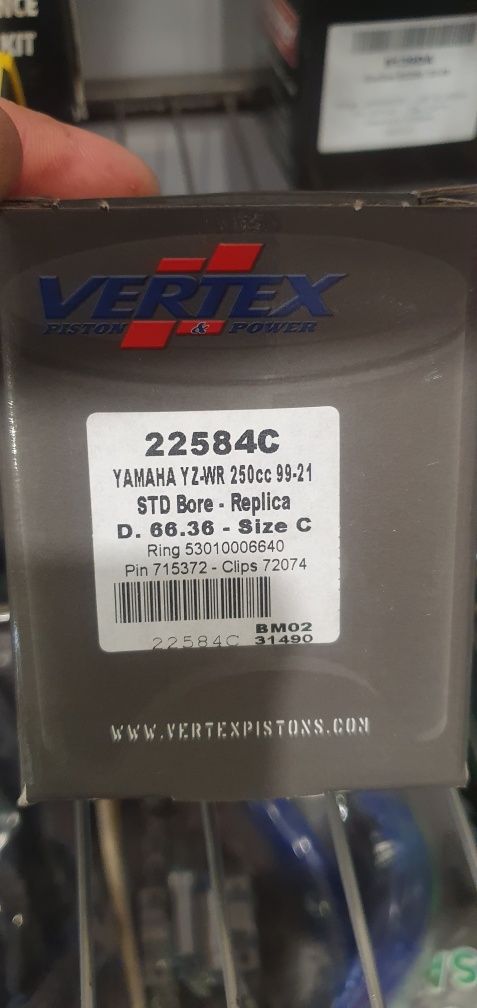 KIT
VERTEX
PISTON & POWER
22584C
YAMAHA YZ-WR 250cc 99-21
STD Bore - Replica
D. 66.36 - Size C
Ring 53010006640
Pin 715372 - Clips 72074
22584C
BM02
31490
WWW.VERTEXPISTONS.COM